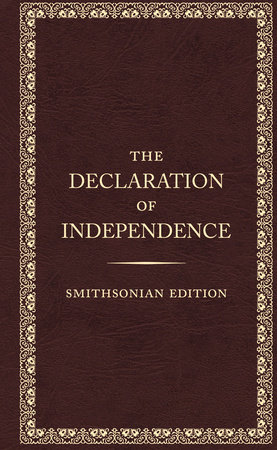 THE
DECLARATION
OF
INDEPENDENCE
SMITHSONIAN EDITION